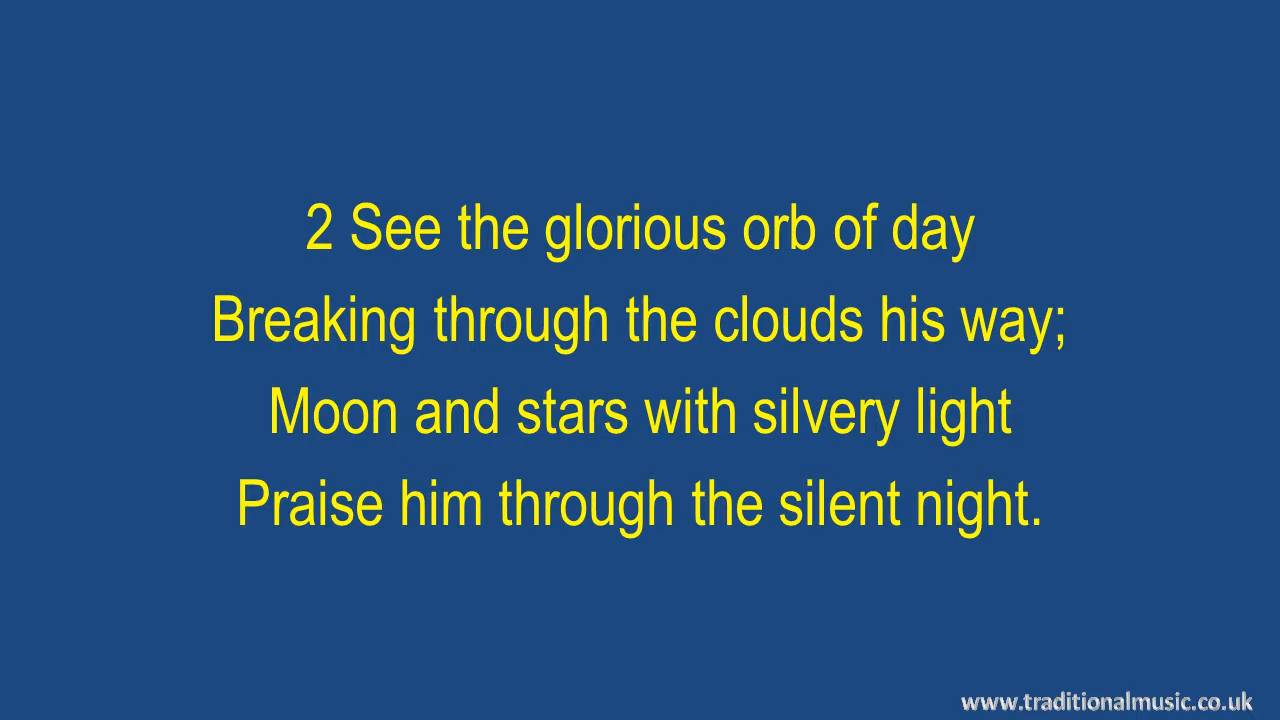 2 See the glorious orb of day
Breaking through the clouds his way;
Moon and stars with silvery light
Praise him through the silent night.
www.traditionalmusic.co.uk